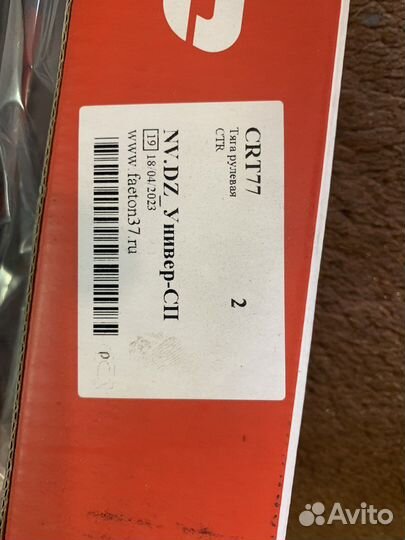 CRT77
Тяга рулевая
CTR
2
NV.DZ_Универ-СП
19 18/04/2023
www.faeton37.ru
Avito